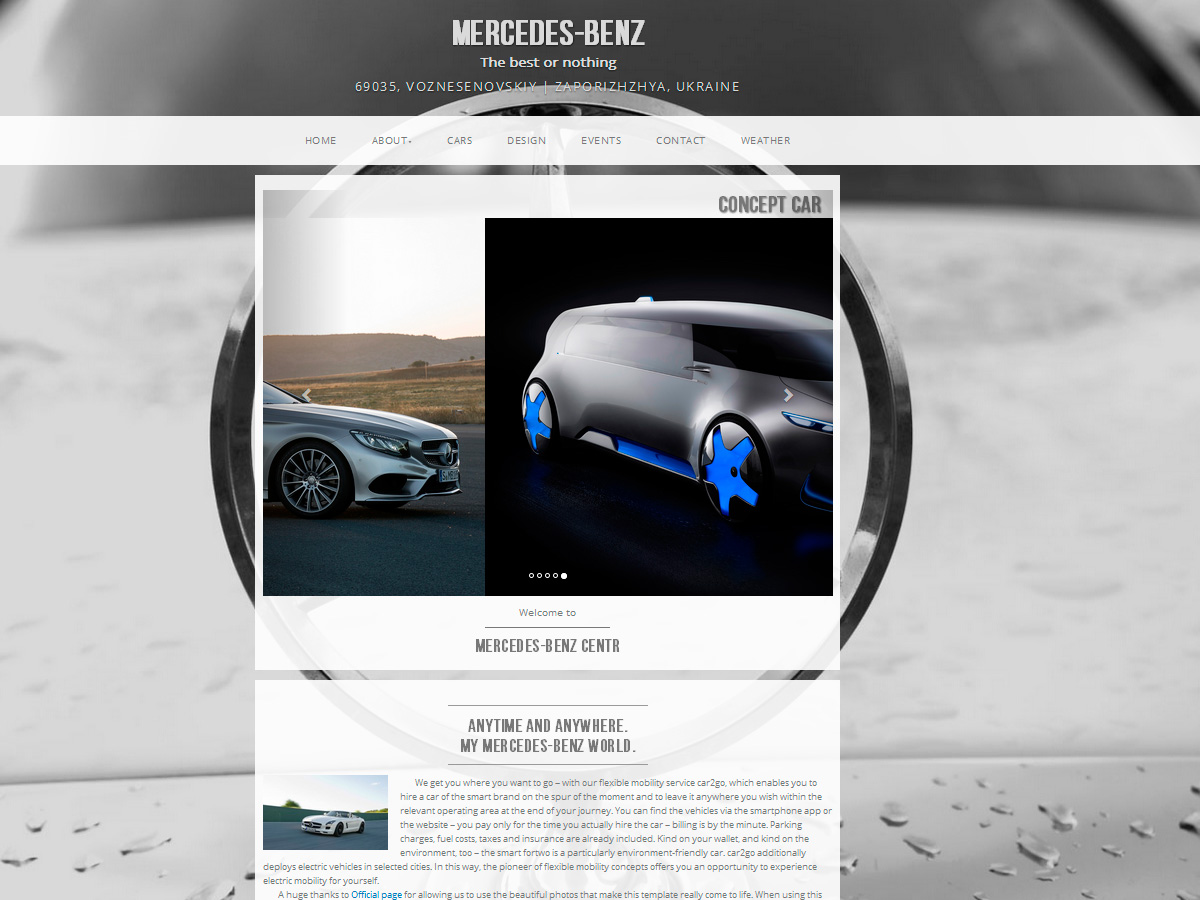 MERCEDES-BENZ
The best or nothing
69035, VOZNESENOVSKIY | ZAPORIZHZHYA, UKRAINE
HOME ABOUT CARS DESIGN EVENTS CONTACT WEATHER
CONCEPT CAR
Welcome to
MERCEDES-BENZ CENTR
ANYTIME AND ANYWHERE.
MY MERCEDES-BENZ WORLD.
We get you where you want to go – with our flexible mobility service car2go, which enables you to
hire a car of the smart brand on the spur of the moment and to leave it anywhere you wish within the
relevant operating area at the end of your journey. You can find the vehicles via the smartphone app or
the website – you pay only for the time you actually hire the car – billing is by the minute. Parking
charges, fuel costs, taxes and insurance are already included. Kind on your wallet, and kind on the
environment, too – the smart fortwo is a particularly environment-friendly car. car2go additionally
deploys electric vehicles in selected cities. In this way, the pioneer of flexible mobility concepts offers you an opportunity to experience
electric mobility for yourself.
A huge thanks to Official page for allowing us to use the beautiful photos that make this template really come to life. When using this